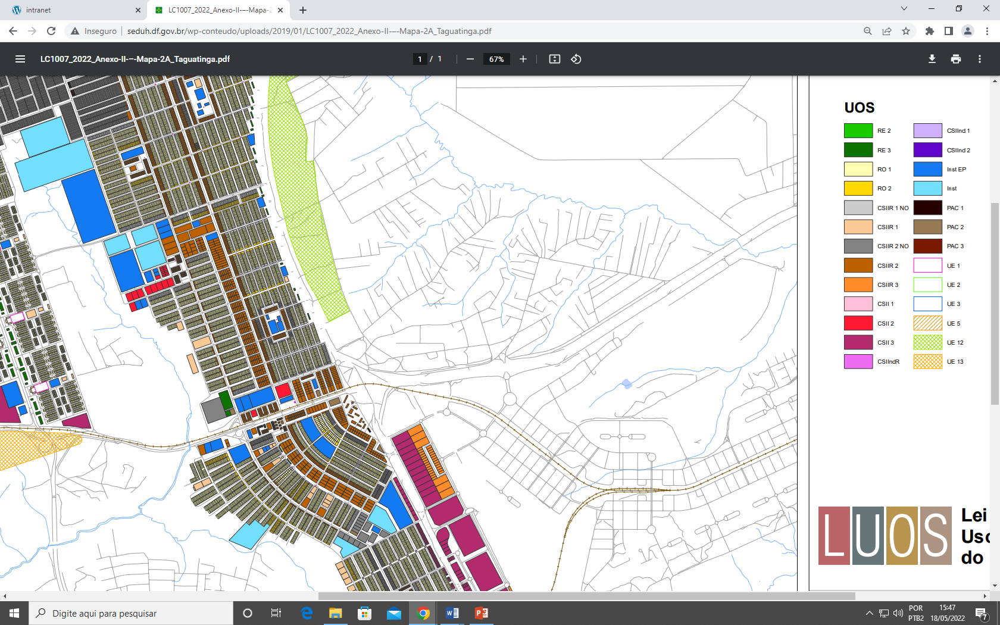 intranet
LC1007_2022_Anexo-II-–-Mapa-2
Inseguro
seduh.df.gov.br/wp-conteudo/uploads/2019/01/LC1007_2022_Anexo-II-–-Mapa-2A_Taguatinga.pdf
LC1007_2022_Anexo-II-–-Mapa-2A_Taguatinga.pdf
1 / 1
67%
UOS
RE 2
CSIInd 1
RE 3
CSIInd 2
RO 1
Inst EP
RO 2
Inst
CSIIR 1 NO
PAC 1
CSIIR 1
PAC 2
CSIIR 2 NO
PAC 3
CSIIR 2
UE 1
CSIIR 3
UE 2
CSII 1
UE 3
CSII 2
UE 5
CSII 3
UE 12
CSIIndR
UE 13
LUOS
Lei
Uso
do
Digite aqui para pesquisar
POR
PTB2
15:47
18/05/2022
7